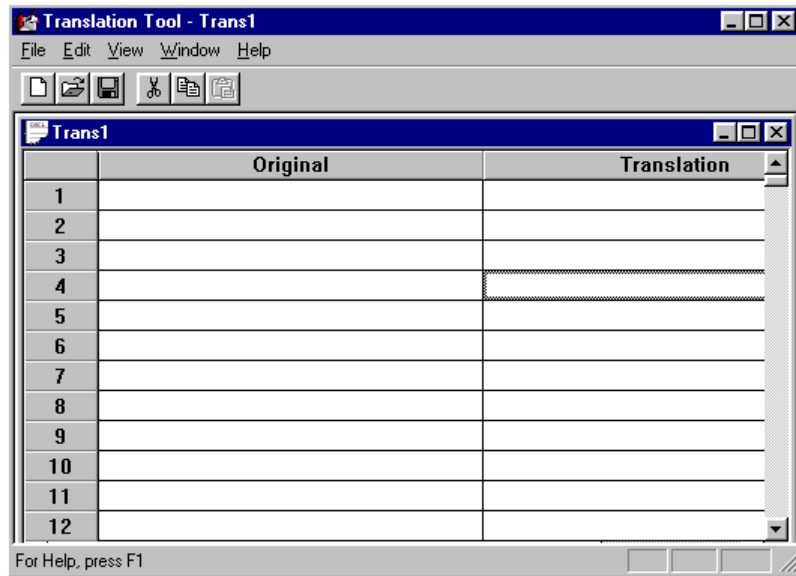 Translation Tool - Trans1
File Edit View Window Help
Trans1
Original Translation
1
2
3
4
5
6
7
8
9
10
11
12
For Help, press F1